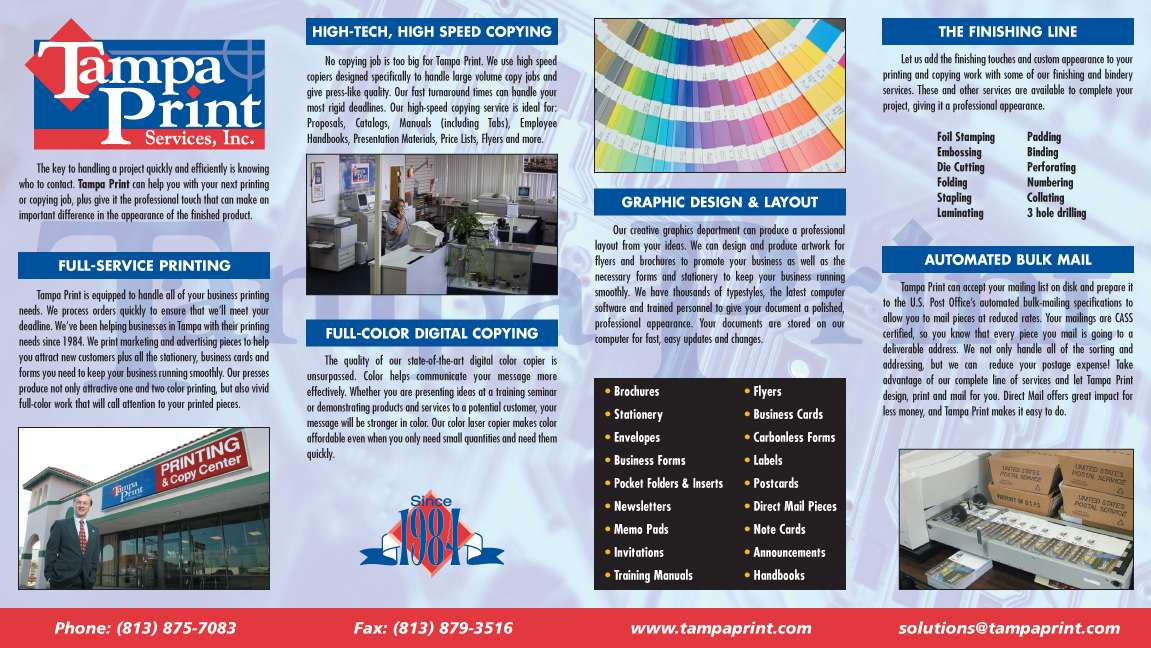 Tampa
Print
Services, Inc.
The key to handling a project quickly and efficiently is knowing
who to contact. Tampa Print can help you with your next printing
or copying job, plus give it the professional touch that can make an
important difference in the appearance of the finished product.
FULL-SERVICE PRINTING
Tampa Print is equipped to handle all of your business printing
needs. We process orders quickly to ensure that we'll meet your
deadline. We've been helping businesses in Tampa with their printing
needs since 1984. We print marketing and advertising pieces to help
you attract new customers plus all the stationery, business cards and
forms you need to keep your business running smoothly. Our presses
produce not only attractive one and two color printing, but also vivid
full-color work that will call attention to your printed pieces.
Tampa
Print
PRINTING
& Copy Center
HIGH-TECH, HIGH SPEED COPYING
No copying job is too big for Tampa Print. We use high speed
copiers designed specifically to handle large volume copy jobs and
give press-like quality. Our fast turnaround times can handle your
most rigid deadlines. Our high-speed copying service is ideal for:
Proposals, Catalogs, Manuals (including Tabs), Employee
Handbooks, Presentation Materials, Price Lists, Flyers and more.
FULL-COLOR DIGITAL COPYING
The quality of our state-of-the-art digital color copier is
unsurpassed. Color helps communicate your message more
effectively. Whether you are presenting ideas at a training seminar
or demonstrating products and services to a potential customer, your
message will be stronger in color. Our color laser copier makes color
affordable even when you only need small quantities and need them
quickly.
Since
1984
GRAPHIC DESIGN & LAYOUT
Our creative graphics department can produce a professional
layout from your ideas. We can design and produce artwork for
flyers and brochures to promote your business as well as the
necessary forms and stationery to keep your business running
smoothly. We have thousands of typestyles, the latest computer
software and trained personnel to give your document a polished,
professional appearance. Your documents are stored on our
computer for fast, easy updates and changes.
• Brochures
• Stationery
• Envelopes
• Business Forms
• Pocket Folders & Inserts
• Newsletters
• Memo Pads
• Invitations
• Training Manuals
• Flyers
• Business Cards
• Carbonless Forms
• Labels
• Postcards
• Direct Mail Pieces
• Note Cards
• Announcements
• Handbooks
THE FINISHING LINE
Let us add the finishing touches and custom appearance to your
printing and copying work with some of our finishing and bindery
services. These and other services are available to complete your
project, giving it a professional appearance.
Foil Stamping
Embossing
Die Cutting
Folding
Stapling
Laminating
Padding
Binding
Perforating
Numbering
Collating
3 hole drilling
AUTOMATED BULK MAIL
Tampa Print can accept your mailing list on disk and prepare it
to the U.S. Post Office's automated bulk-mailing specifications to
allow you to mail pieces at reduced rates. Your mailings are CASS
certified, so you know that every piece you mail is going to a
deliverable address. We not only handle all of the sorting and
addressing, but we can reduce your postage expense! Take
advantage of our complete line of services and let Tampa Print
design, print and mail for you. Direct Mail offers great impact for
less money, and Tampa Print makes it easy to do.
UNITED STATES
POSTAL SERVICE
UNITED STATES
POSTAL SERVICE
UNITED STATES
POSTAL SERVICE
Phone: (813) 875-7083
Fax: (813) 879-3516
www.tampaprint.com
solutions@tampaprint.com